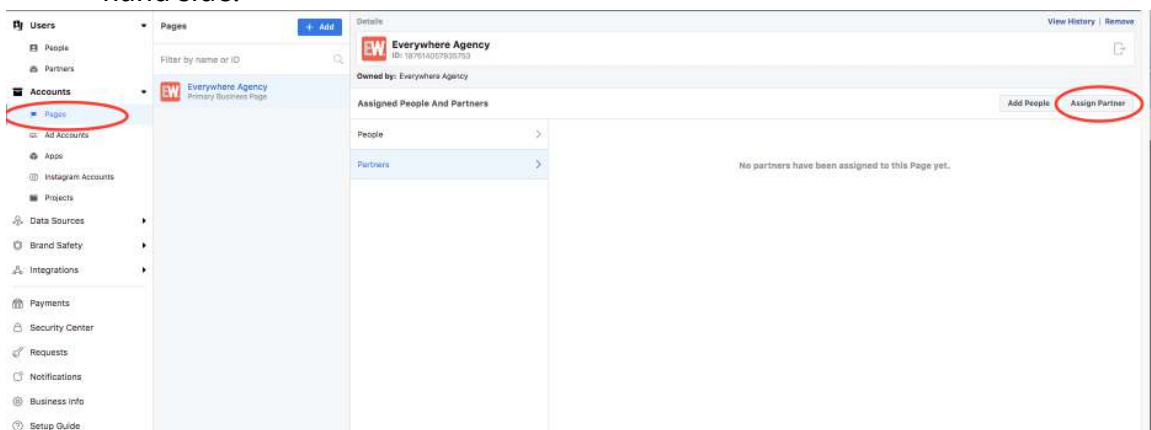 Users
People
Partners
Accounts
Pages
Ad Accounts
Apps
Instagram Accounts
Projects
Data Sources
Brand Safety
Integrations
Payments
Security Center
Requests
Notifications
Business Info
Setup Guide
Pages
+ Add
Filter by name or ID
EW
Everywhere Agency
Primary Business Page
Details
View History | Remove
EW
Everywhere Agency
ID:
Owned by: Everywhere Agency
Assigned People And Partners
Add People
Assign Partner
People
Partners
No partners have been assigned to this Page yet.